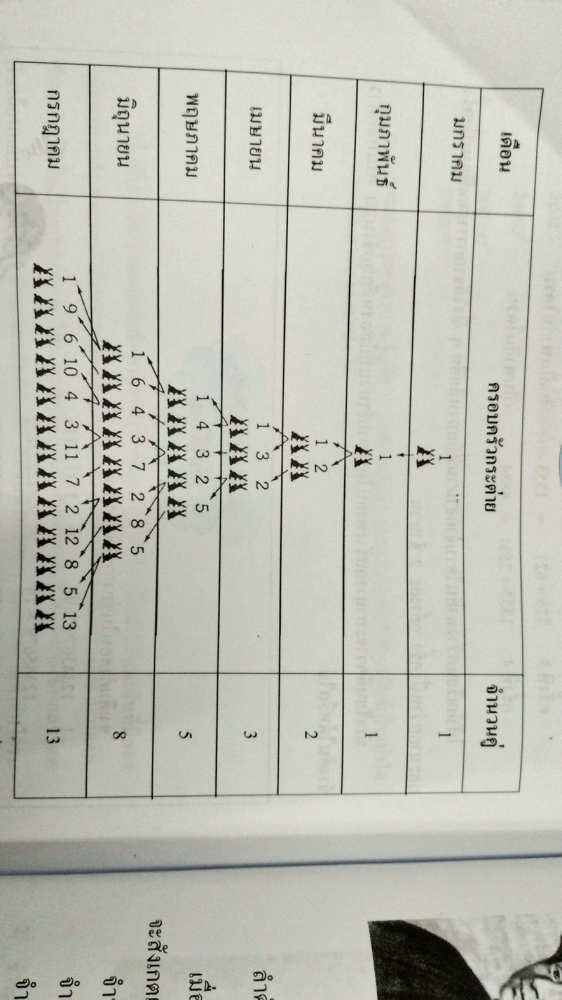 เดือน ครอบครัวกระต่าย จำนวนคู่
มกราคม 1 1
กุมภาพันธ์ 1 1
มีนาคม 1 2 2
เมษายน 1 3 2 3
พฤษภาคม 1 4 3 2 5 5
มิถุนายน 1 6 4 3 7 2 8 5 8
กรกฎาคม 1 9 6 10 4 3 11 7 2 12 8 5 13 13